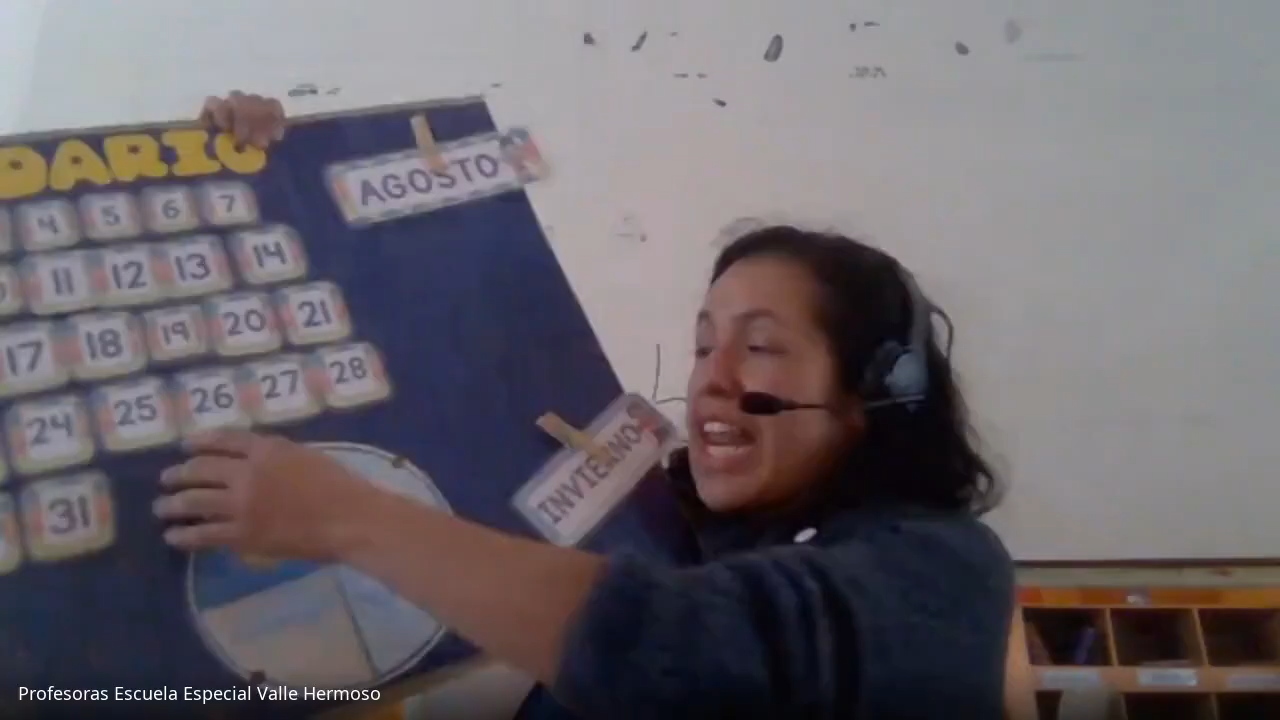 DARIO
AGOSTO
4 5 6 7
11 12 13 14
17 18 19 20 21
24 25 26 27 28
31
INVIERNO
Profesoras Escuela Especial Valle Hermoso